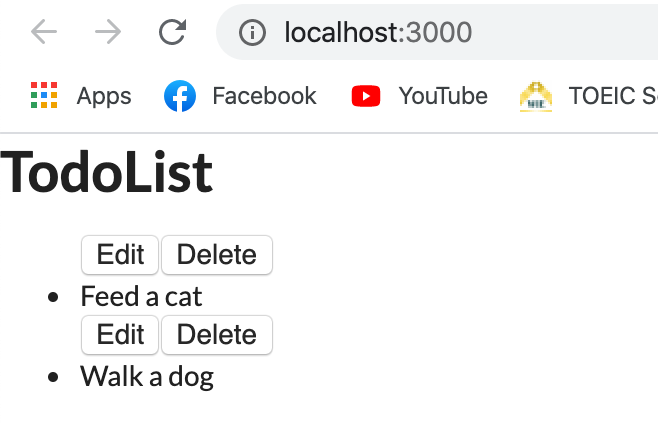 localhost:3000
Apps Facebook YouTube TOEIC S
TodoList
Edit Delete
Feed a cat
Edit Delete
Walk a dog